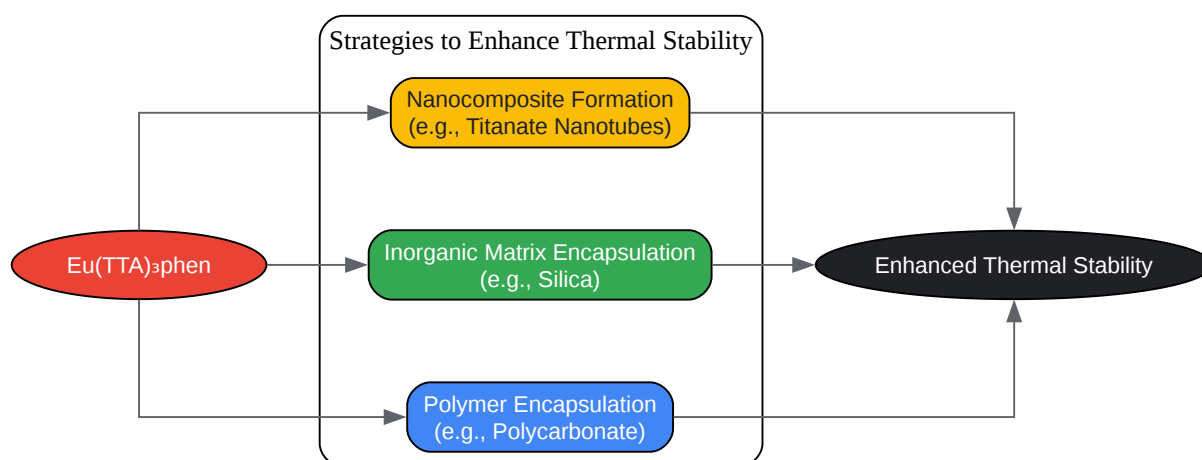 Strategies to Enhance Thermal Stability
Nanocomposite Formation
(e.g., Titanate Nanotubes)
Eu(TTA)₃phen
Inorganic Matrix Encapsulation
(e.g., Silica)
Enhanced Thermal Stability
Polymer Encapsulation
(e.g., Polycarbonate)